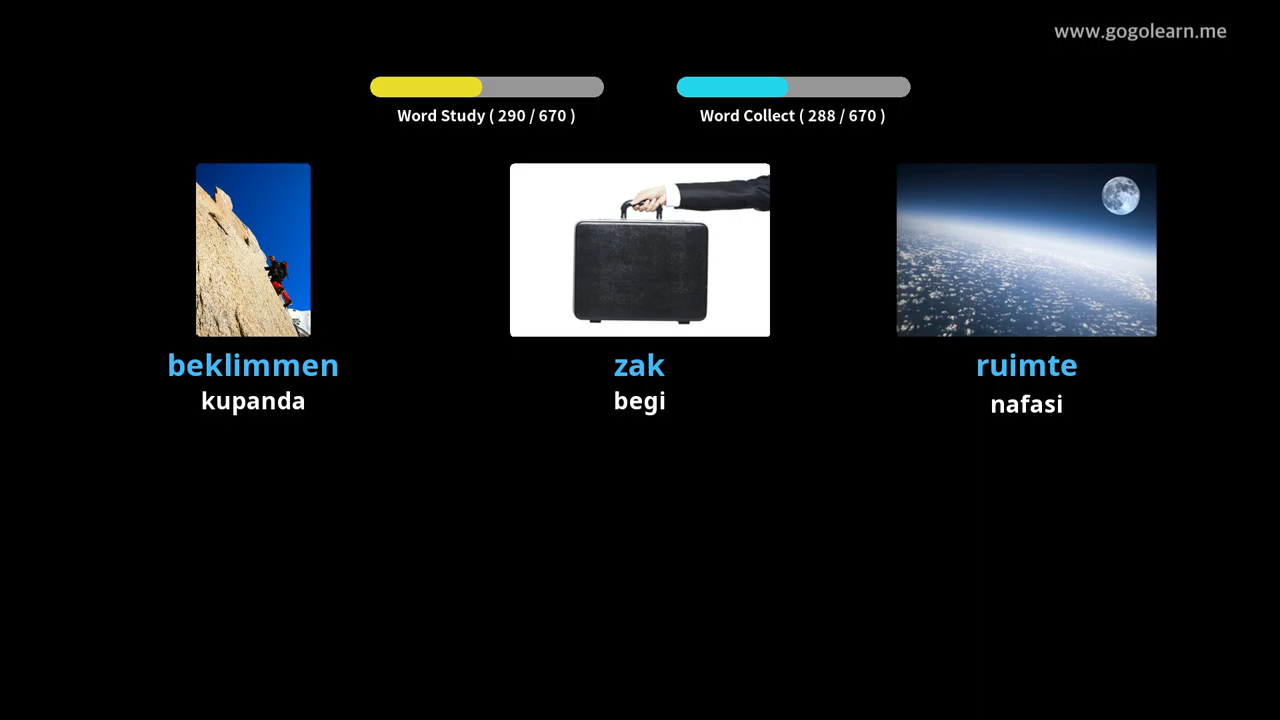 www.gogolearn.me
Word Study ( 290 / 670 )
Word Collect ( 288 / 670 )
beklimmen
kupanda
zak
begi
ruimte
nafasi